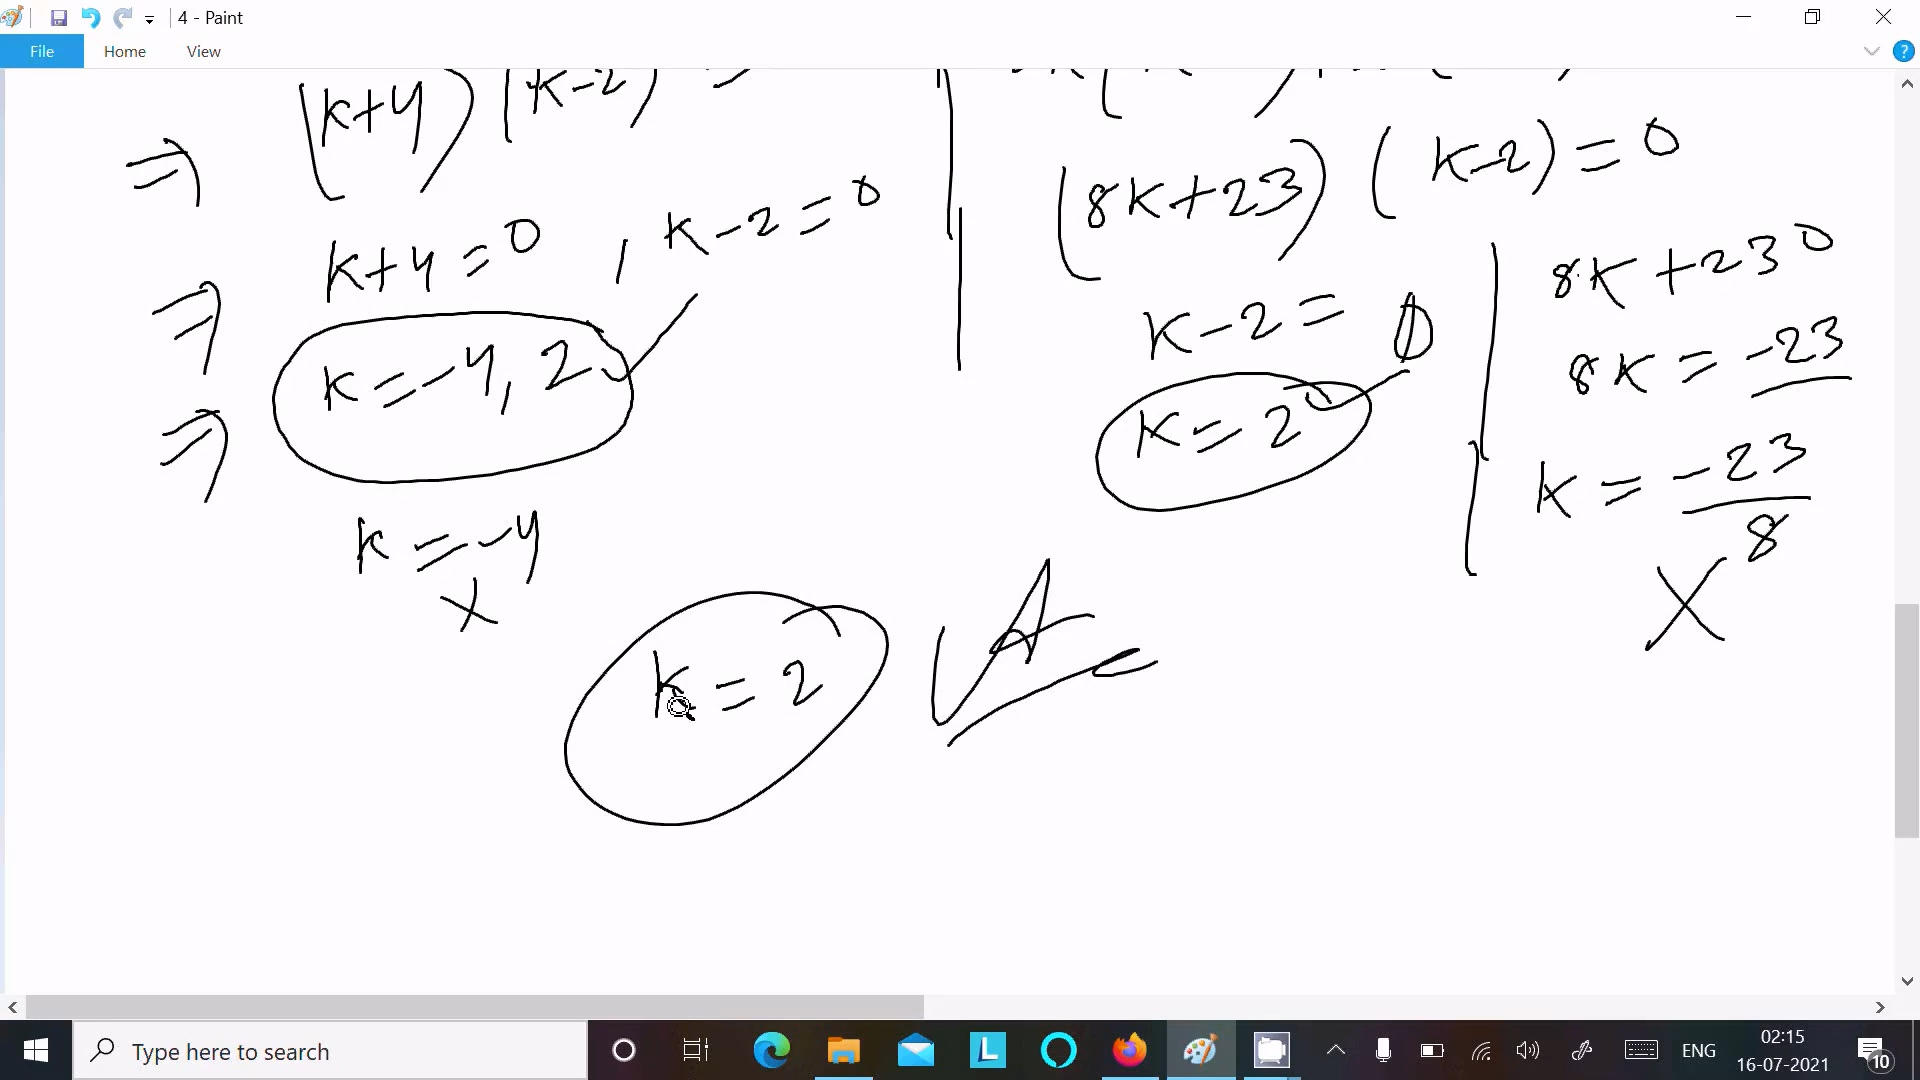 4 - Paint
File Home View
(k+4) (k-2) =
⇒
k+4=0 , k-2=0
⇒
k=-4, 2
⇒
k=-4
X
(8k+23) (k-2)=0
k-2= 0
k=2
8k+23 0
8k = -23
k = -23
8
X
k=2
Type here to search
ENG
02:15
16-07-2021
10